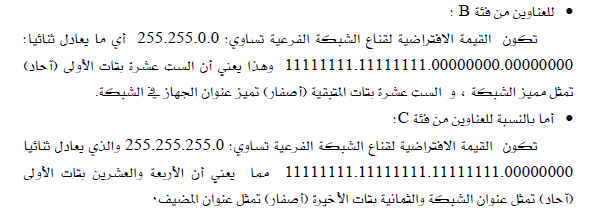 • للعناوين من فئة B :
تكون القيمة الافتراضية لقناع الشبكة الفرعية تساوي: 255.255.0.0 أي ما يعادل ثنائيا:
11111111.11111111.00000000.00000000 وهذا يعني أن الست عشرة بتات الأولى (آحاد)
تمثل مميز الشبكة ، و الست عشرة بتات المتبقية (أصفار) تميز عنوان الجهاز في الشبكة.
• أما بالنسبة للعناوين من فئة C:
تكون القيمة الافتراضية لقناع الشبكة الفرعية تساوي: 255.255.255.0 والذي يعادل ثنائيا
11111111.11111111.11111111.00000000 مما يعني أن الأربعة والعشرين بتات الأولى
(آحاد) تمثل عنوان الشبكة والثمانية بتات الأخيرة (أصفار) تمثل عنوان المضيف.